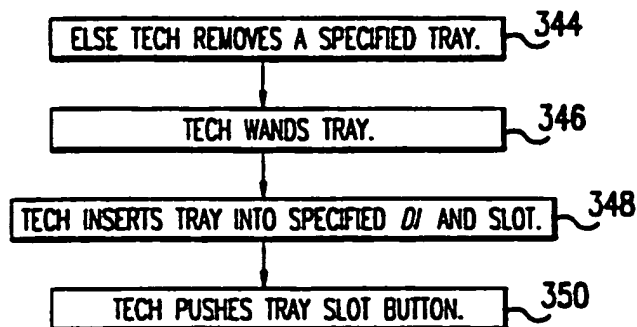 ELSE TECH REMOVES A SPECIFIED TRAY. 344
TECH WANDS TRAY. 346
TECH INSERTS TRAY INTO SPECIFIED DI AND SLOT. 348
TECH PUSHES TRAY SLOT BUTTON. 350